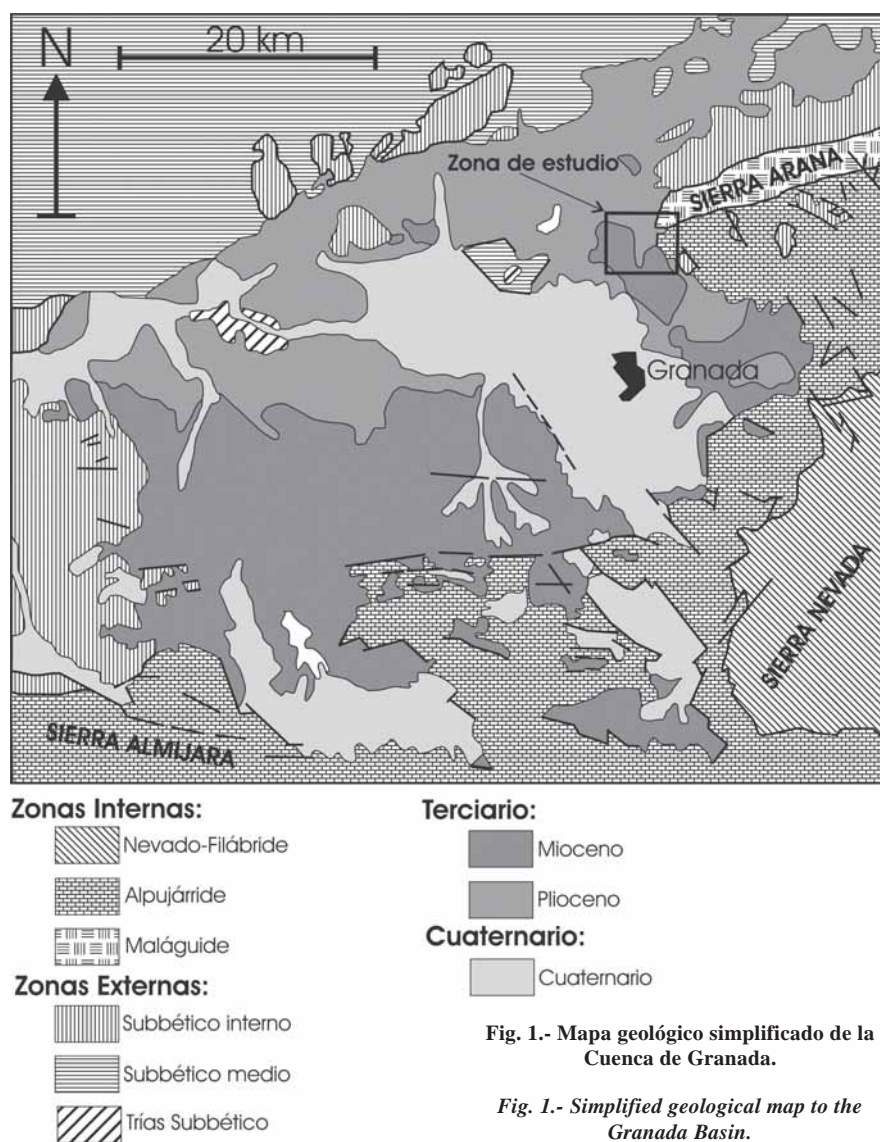 N
20 km
Zona de estudio
SIERRA ARANA
Granada
SIERRA NEVADA
SIERRA ALMIJARA
Zonas Internas:
Nevado-Filábride
Alpujárride
Maláguide
Zonas Externas:
Subbético interno
Subbético medio
Trías Subbético
Terciario:
Mioceno
Plioceno
Cuaternario:
Cuaternario
Fig. 1.- Mapa geológico simplificado de la
Cuenca de Granada.
Fig. 1.- Simplified geological map to the
Granada Basin.